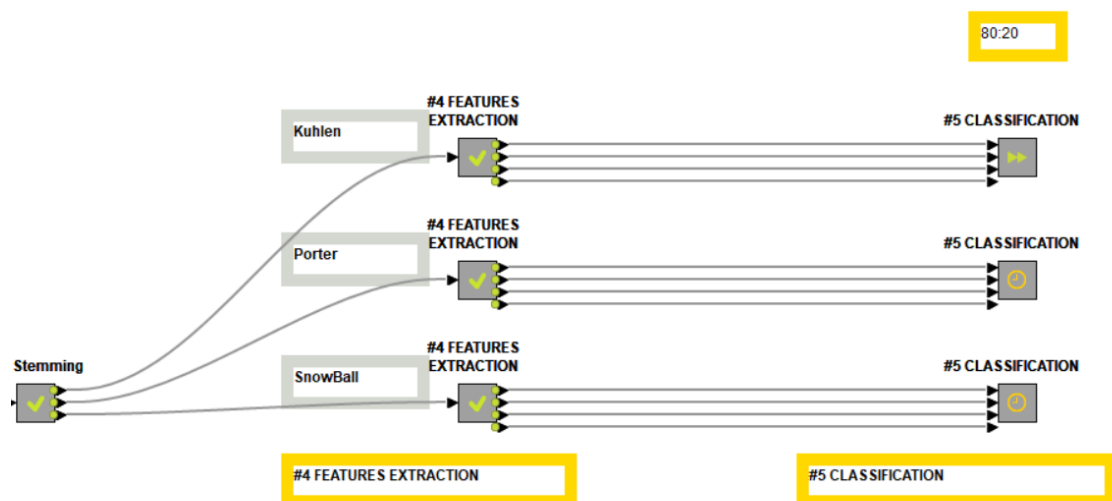 80:20
#4 FEATURES
EXTRACTION
Kuhlen
#5 CLASSIFICATION
#4 FEATURES
EXTRACTION
Porter
#5 CLASSIFICATION
Stemming
#4 FEATURES
EXTRACTION
SnowBall
#5 CLASSIFICATION
#4 FEATURES EXTRACTION
#5 CLASSIFICATION